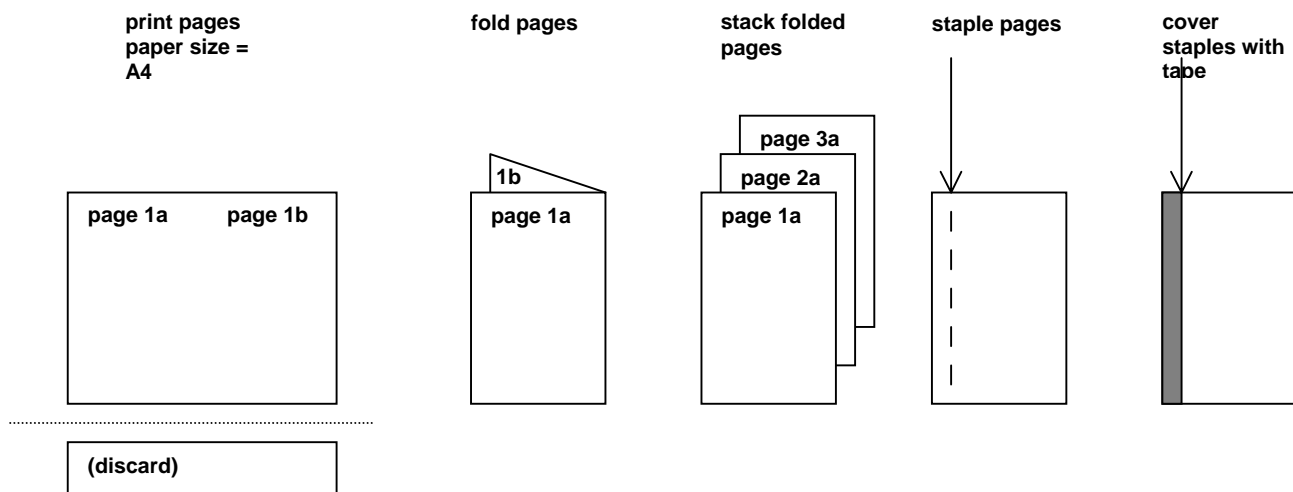 print pages
paper size =
A4
fold pages
stack folded
pages
staple pages
cover
staples with
tape
page 1a page 1b
1b
page 1a
page 3a
page 2a
page 1a
(discard)